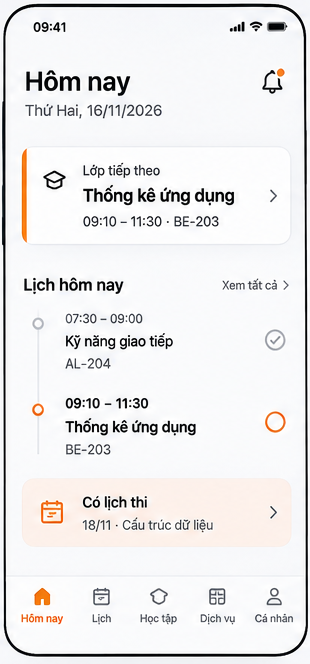 09:41
Hôm nay
Thứ Hai, 16/11/2026
Lớp tiếp theo
Thống kê ứng dụng
09:10 – 11:30 · BE-203
Lịch hôm nay
Xem tất cả
07:30 – 09:00
Kỹ năng giao tiếp
AL-204
09:10 – 11:30
Thống kê ứng dụng
BE-203
Có lịch thi
18/11 · Cấu trúc dữ liệu
Hôm nay
Lịch
Học tập
Dịch vụ
Cá nhân